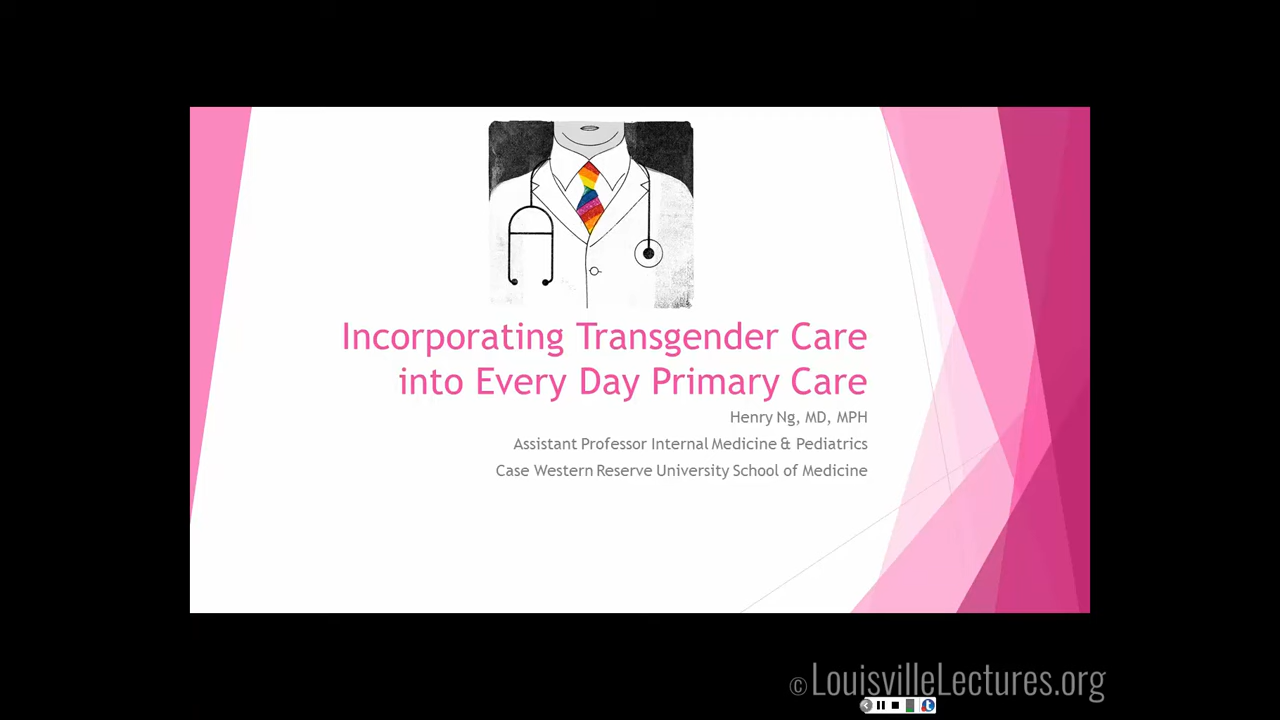 Incorporating Transgender Care
into Every Day Primary Care
Henry Ng, MD, MPH
Assistant Professor Internal Medicine & Pediatrics
Case Western Reserve University School of Medicine
© LouisvilleLectures.org